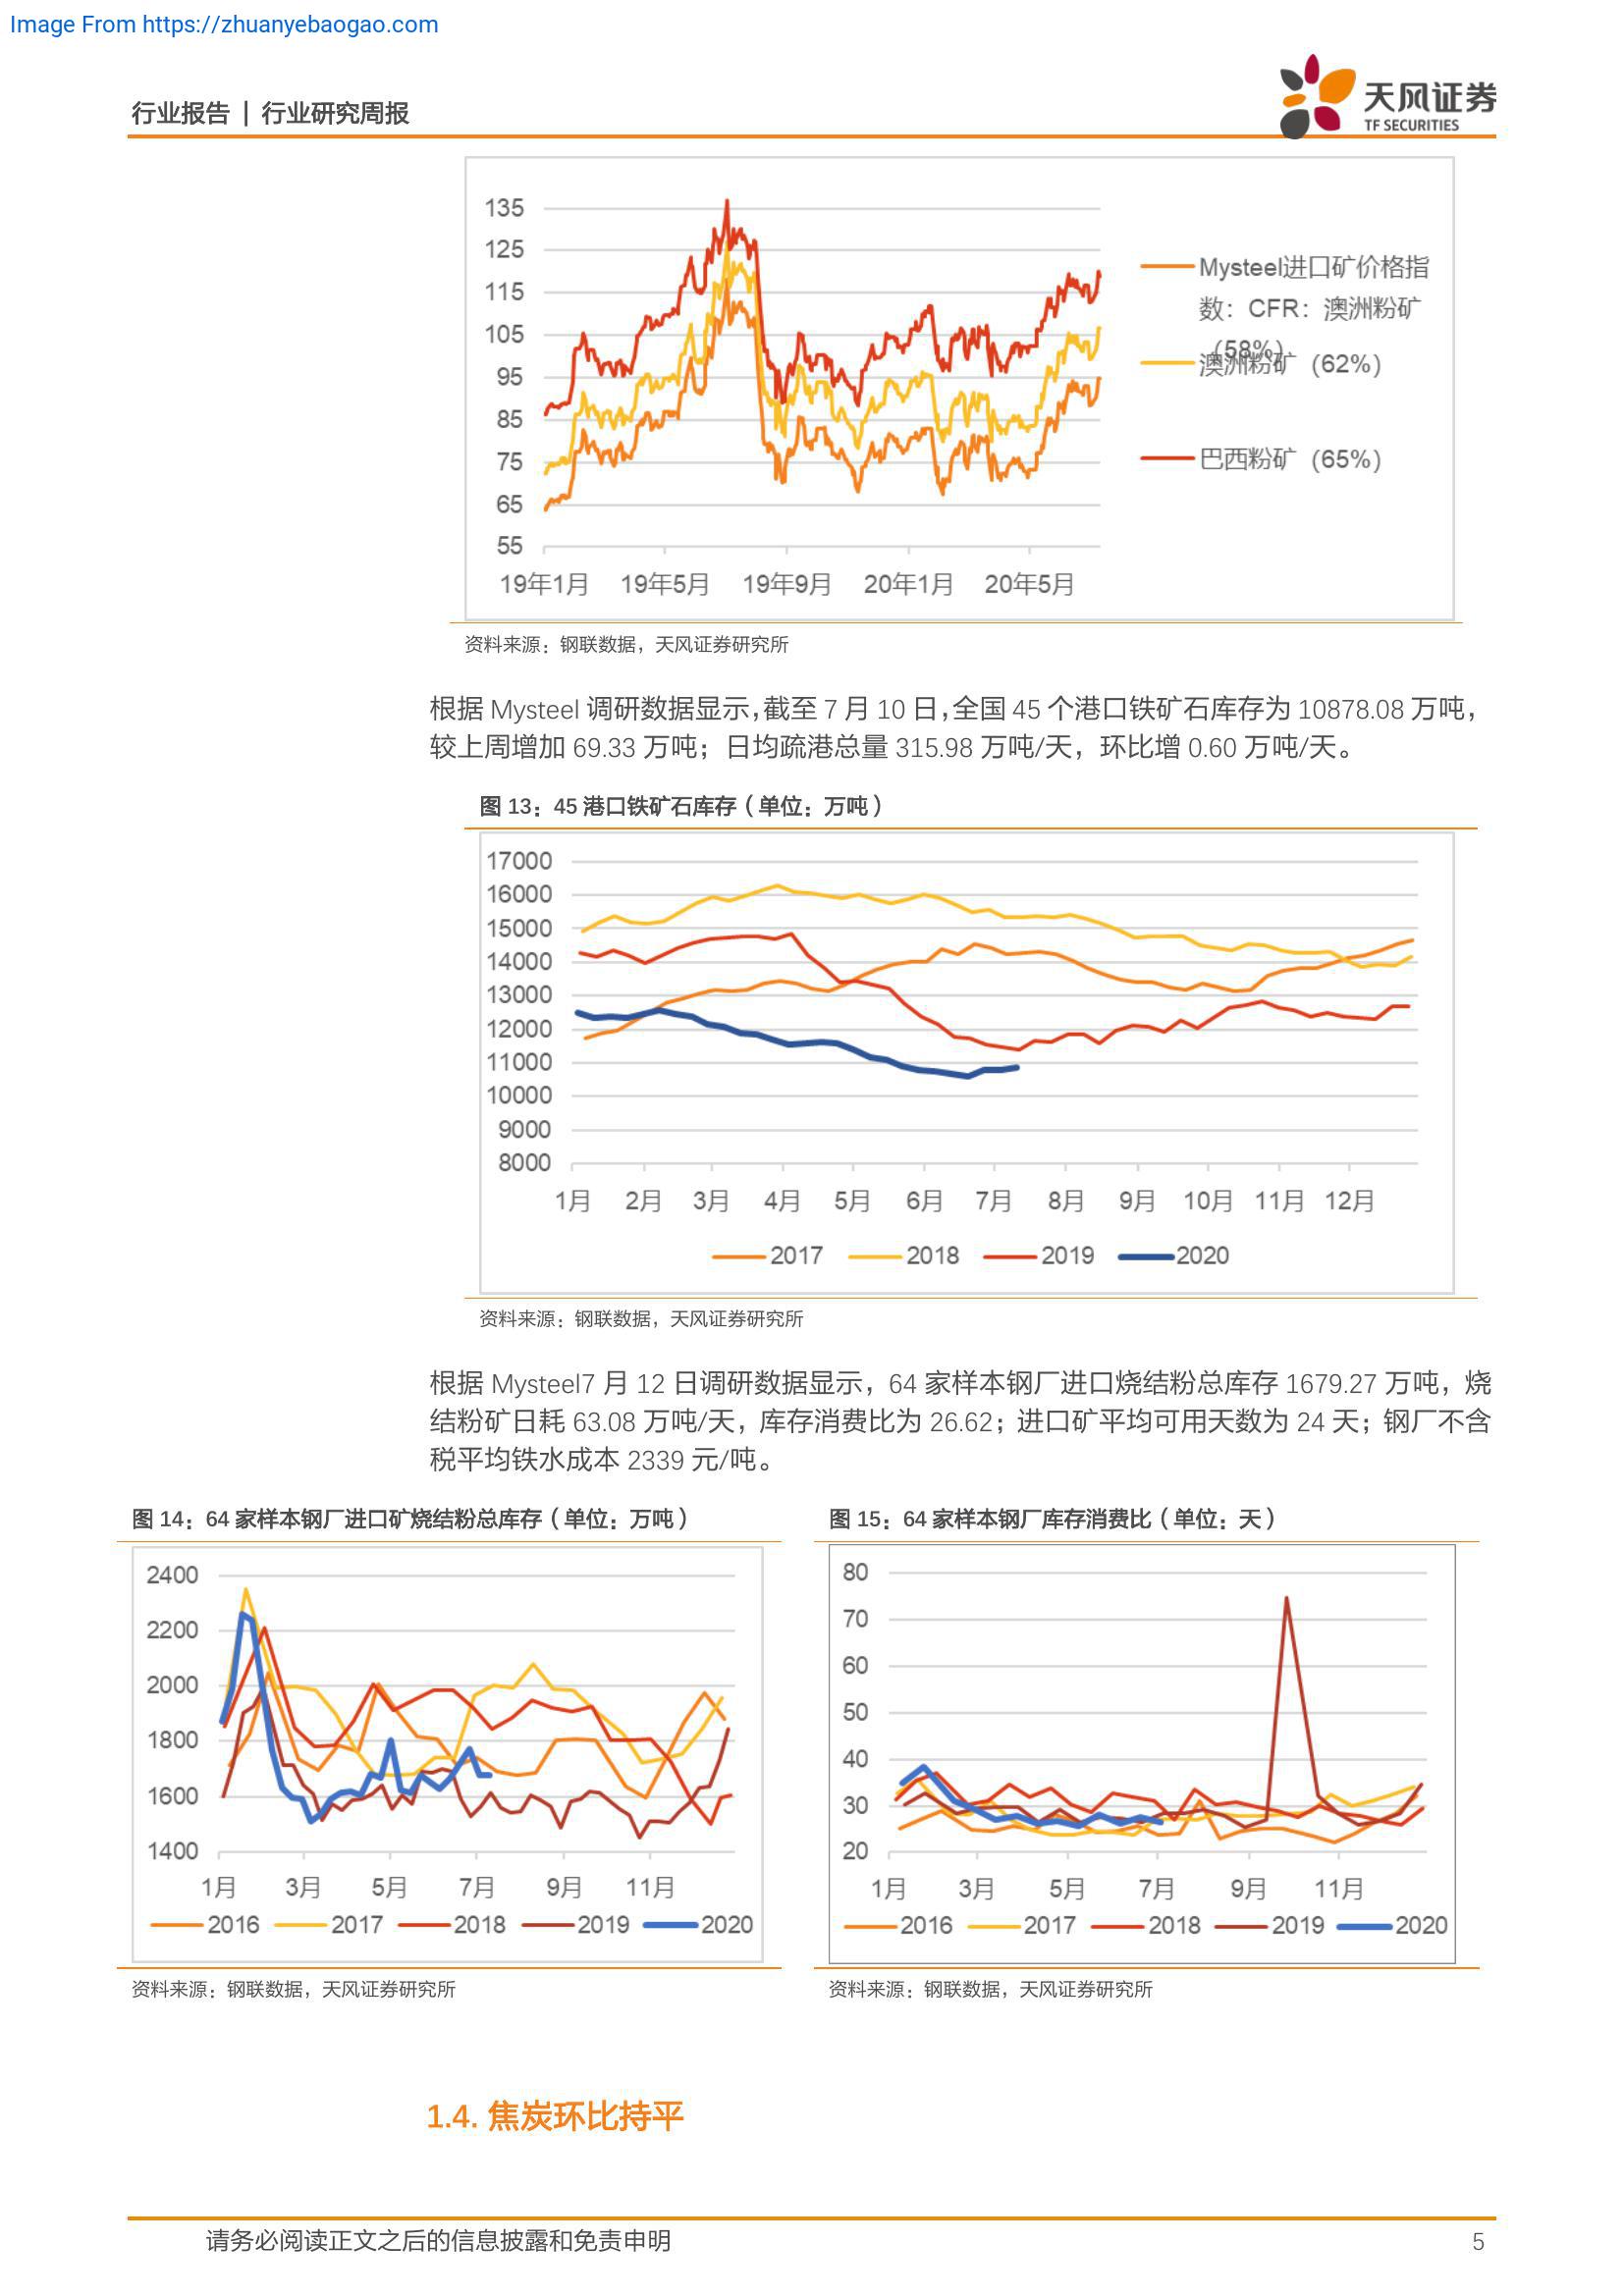 Image From https://zhuanyebaogao.com
行业报告 | 行业研究周报
天风证券
TF SECURITIES
135
125
115
105
95
85
75
65
55
19年1月 19年5月 19年9月 20年1月 20年5月
Mysteel进口矿价格指
数：CFR：澳洲粉矿
（58%）
澳洲粉矿（62%）
巴西粉矿（65%）
资料来源：钢联数据，天风证券研究所
根据 Mysteel 调研数据显示，截至 7 月 10 日，全国 45 个港口铁矿石库存为 10878.08 万吨，
较上周增加 69.33 万吨；日均疏港总量 315.98 万吨/天，环比增 0.60 万吨/天。
图 13：45 港口铁矿石库存（单位：万吨）
17000
16000
15000
14000
13000
12000
11000
10000
9000
8000
1月 2月 3月 4月 5月 6月 7月 8月 9月 10月 11月 12月
2017 2018 2019 2020
资料来源：钢联数据，天风证券研究所
根据 Mysteel7 月 12 日调研数据显示，64 家样本钢厂进口烧结粉总库存 1679.27 万吨，烧
结粉矿日耗 63.08 万吨/天，库存消费比为 26.62；进口矿平均可用天数为 24 天；钢厂不含
税平均铁水成本 2339 元/吨。
图 14：64 家样本钢厂进口矿烧结粉总库存（单位：万吨）
2400
2200
2000
1800
1600
1400
1月 3月 5月 7月 9月 11月
2016 2017 2018 2019 2020
资料来源：钢联数据，天风证券研究所
图 15：64 家样本钢厂库存消费比（单位：天）
80
70
60
50
40
30
20
1月 3月 5月 7月 9月 11月
2016 2017 2018 2019 2020
资料来源：钢联数据，天风证券研究所
1.4. 焦炭环比持平
请务必阅读正文之后的信息披露和免责申明
5